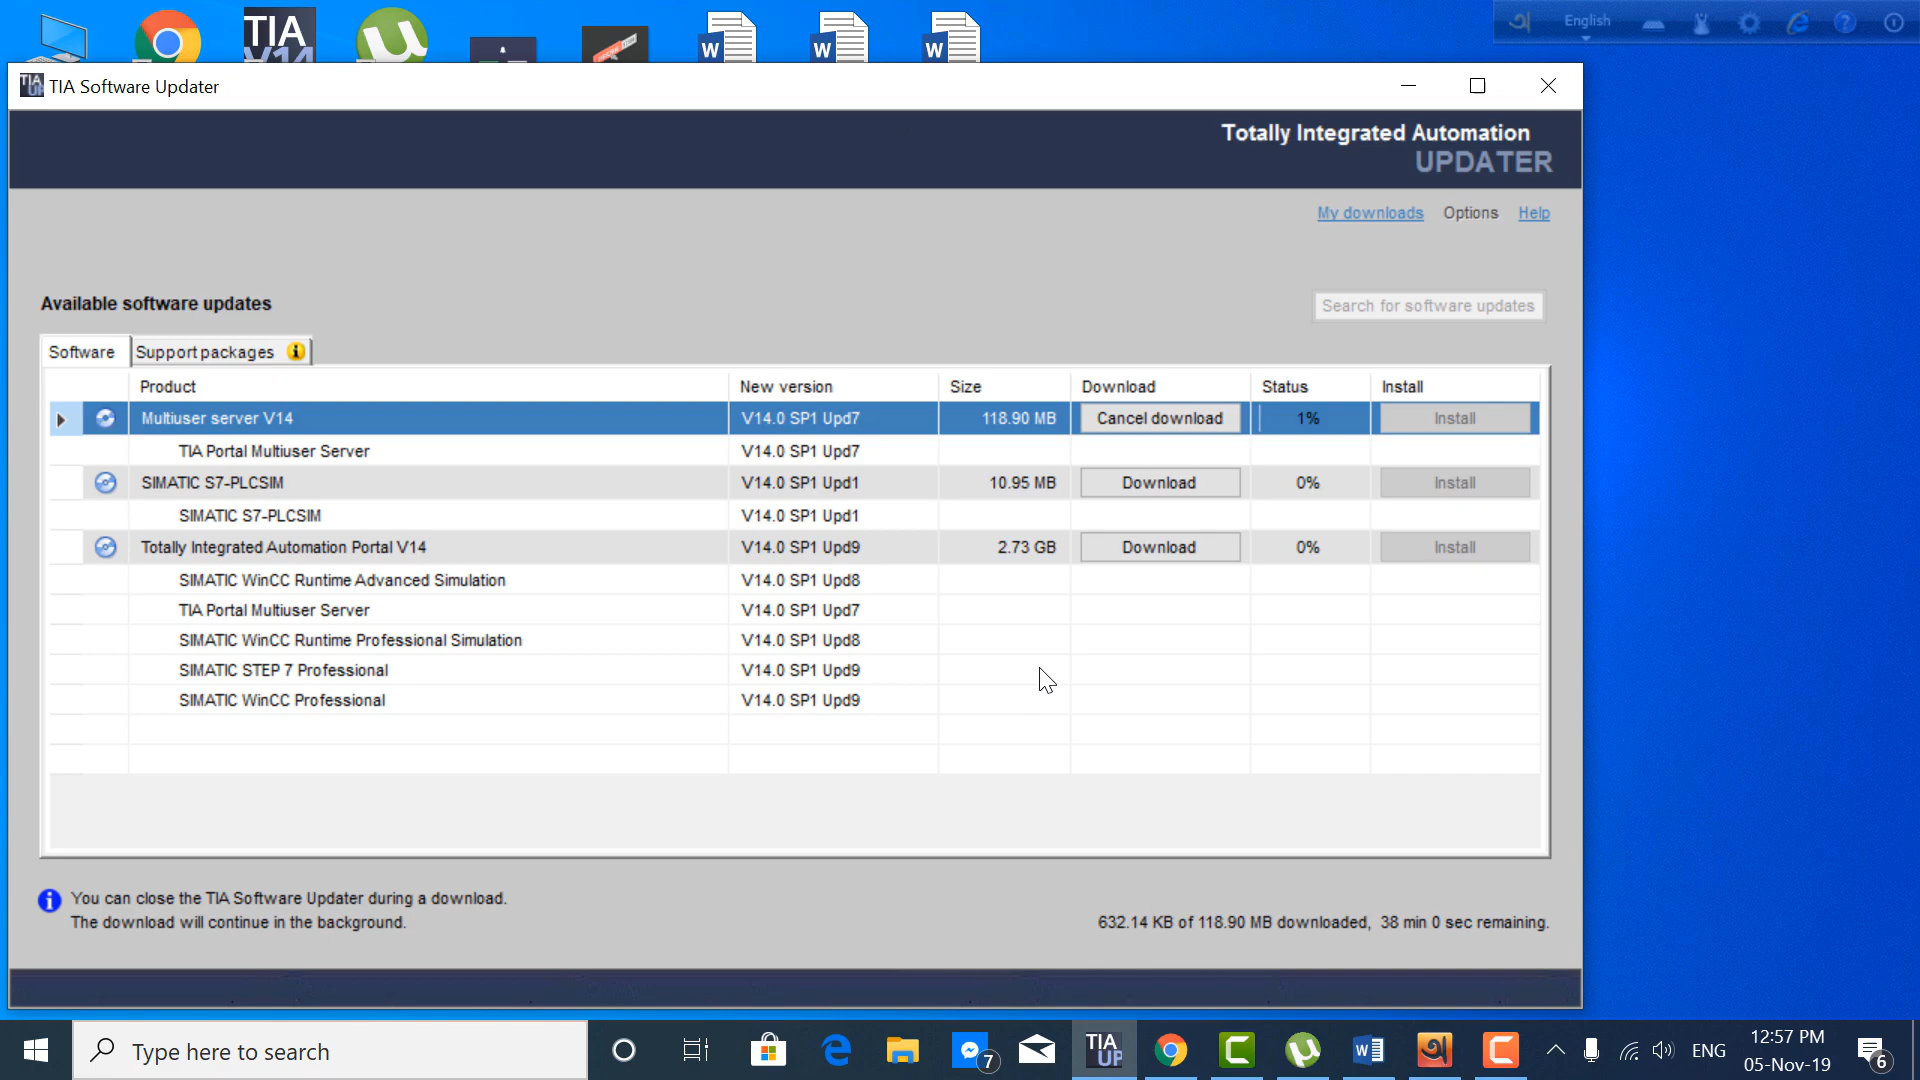 TIA
V14
W W W
English
TIA Software Updater
Totally Integrated Automation
UPDATER
My downloads Options Help
Available software updates
Search for software updates
Software Support packages
Product New version Size Download Status Install
Multiuser server V14 V14.0 SP1 Upd7 118.90 MB Cancel download 1% Install
TIA Portal Multiuser Server V14.0 SP1 Upd7
SIMATIC S7-PLCSIM V14.0 SP1 Upd1 10.95 MB Download 0% Install
SIMATIC S7-PLCSIM V14.0 SP1 Upd1
Totally Integrated Automation Portal V14 V14.0 SP1 Upd9 2.73 GB Download 0% Install
SIMATIC WinCC Runtime Advanced Simulation V14.0 SP1 Upd8
TIA Portal Multiuser Server V14.0 SP1 Upd7
SIMATIC WinCC Runtime Professional Simulation V14.0 SP1 Upd8
SIMATIC STEP 7 Professional V14.0 SP1 Upd9
SIMATIC WinCC Professional V14.0 SP1 Upd9
You can close the TIA Software Updater during a download.
The download will continue in the background.
632.14 KB of 118.90 MB downloaded, 38 min 0 sec remaining.
Type here to search
7
TIA
UP
W
ENG
12:57 PM
05-Nov-19
6